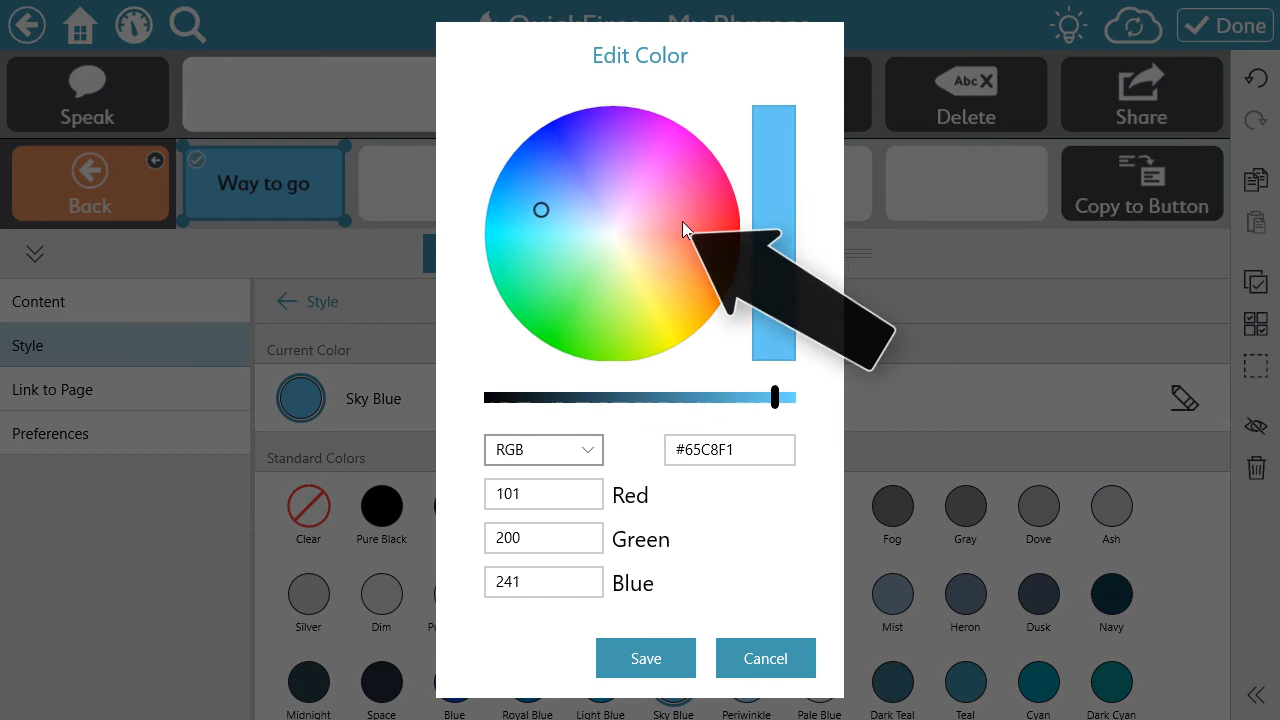 Edit Color
Done
Speak
Abc X
Delete
Share
Back
Way to go
Copy to Button
Content
Style
Style
Current Color
Link to Page
Sky Blue
Preferences
RGB
#65C8F1
Standard Colors
101 Red
200 Green
241 Blue
Clear
Pure Black
Fog
Gray
Dove
Ash
Silver
Dim
Mist
Heron
Dusk
Navy
Save
Cancel
Midnight
Space
Blue
Royal Blue
Light Blue
Sky Blue
Periwinkle
Pale Blue
Dark Teal
Teal
Cyan
Dark Cyan